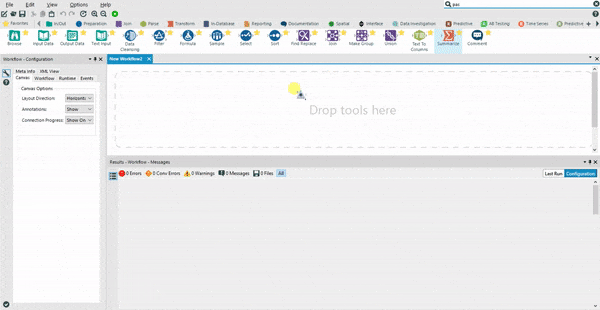 File Edit View Options Help
pac
Favorites In/Out Preparation Join Parse Transform In-Database Reporting Documentation Spatial Interface Data Investigation Predictive AB Testing Time Series Predictive
Browse Input Data Output Data Text Input Data Cleansing Filter Formula Sample Select Sort Find Replace Join Make Group Union Text To Columns Summarize Comment
Workflow - Configuration
New Workflow2
Meta Info XML View
Canvas Workflow Runtime Events
Canvas Options
Layout Direction: Horizontal
Annotations: Show
Connection Progress: Show On
Drop tools here
Results - Workflow - Messages
0 Errors 0 Conv Errors 0 Warnings 0 Messages 0 Files All
Last Run Configuration